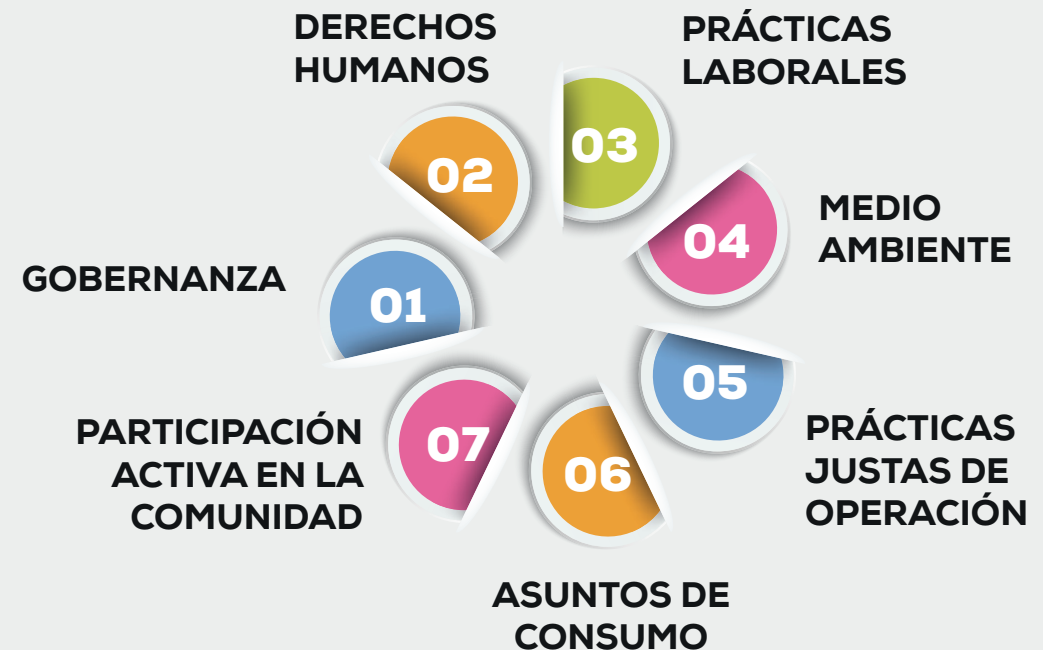 01
GOBERNANZA
02
DERECHOS
HUMANOS
03
PRÁCTICAS
LABORALES
04
MEDIO
AMBIENTE
05
PRÁCTICAS
JUSTAS DE
OPERACIÓN
06
ASUNTOS DE
CONSUMO
07
PARTICIPACIÓN
ACTIVA EN LA
COMUNIDAD